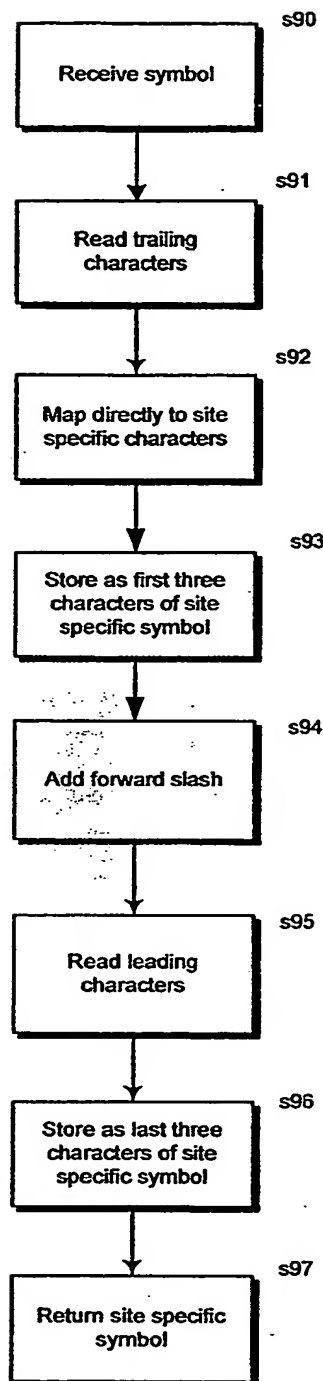 s90
Receive symbol
s91
Read trailing
characters
s92
Map directly to site
specific characters
s93
Store as first three
characters of site
specific symbol
s94
Add forward slash
s95
Read leading
characters
s96
Store as last three
characters of site
specific symbol
s97
Return site specific
symbol